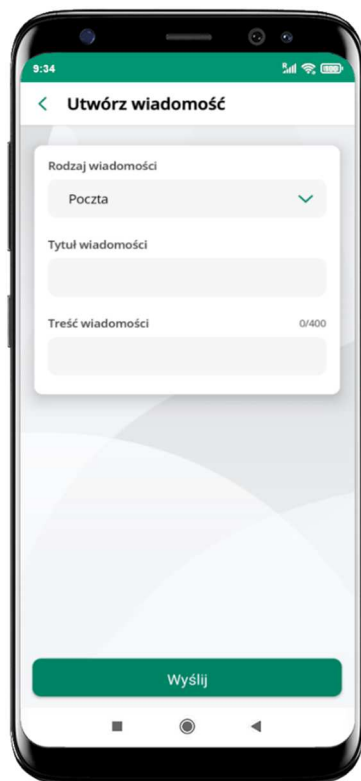 9:34
Utwórz wiadomość
Rodzaj wiadomości
Poczta
Tytuł wiadomości
Treść wiadomości 0/400
Wyślij